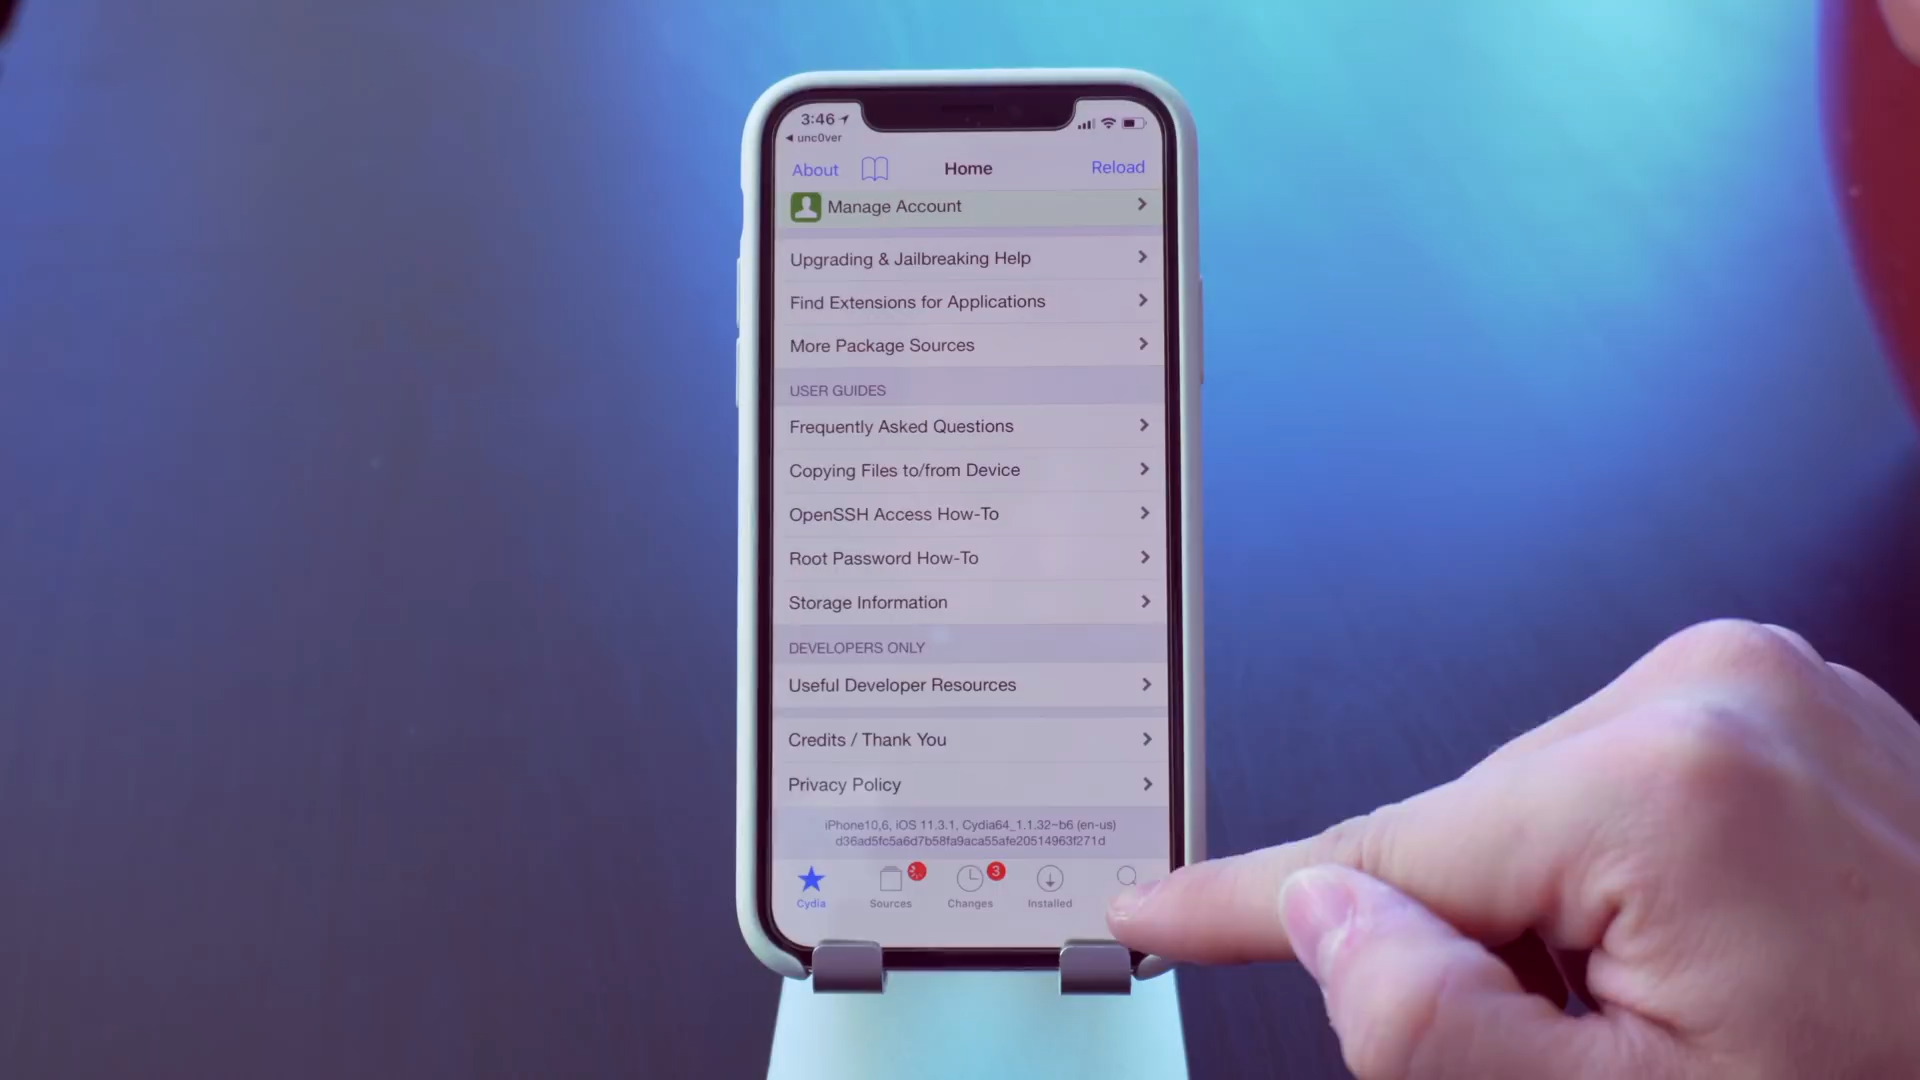 3:46
unc0ver
About
Home
Reload
Manage Account
Upgrading & Jailbreaking Help
Find Extensions for Applications
More Package Sources
USER GUIDES
Frequently Asked Questions
Copying Files to/from Device
OpenSSH Access How-To
Root Password How-To
Storage Information
DEVELOPERS ONLY
Useful Developer Resources
Credits / Thank You
Privacy Policy
iPhone10,6, iOS 11.3.1, Cydia64_1.1.32~b6 (en-us)
d36ad5fc5a6d7b58fa9aca55afe20514963f271d
3
Cydia
Sources
Changes
Installed